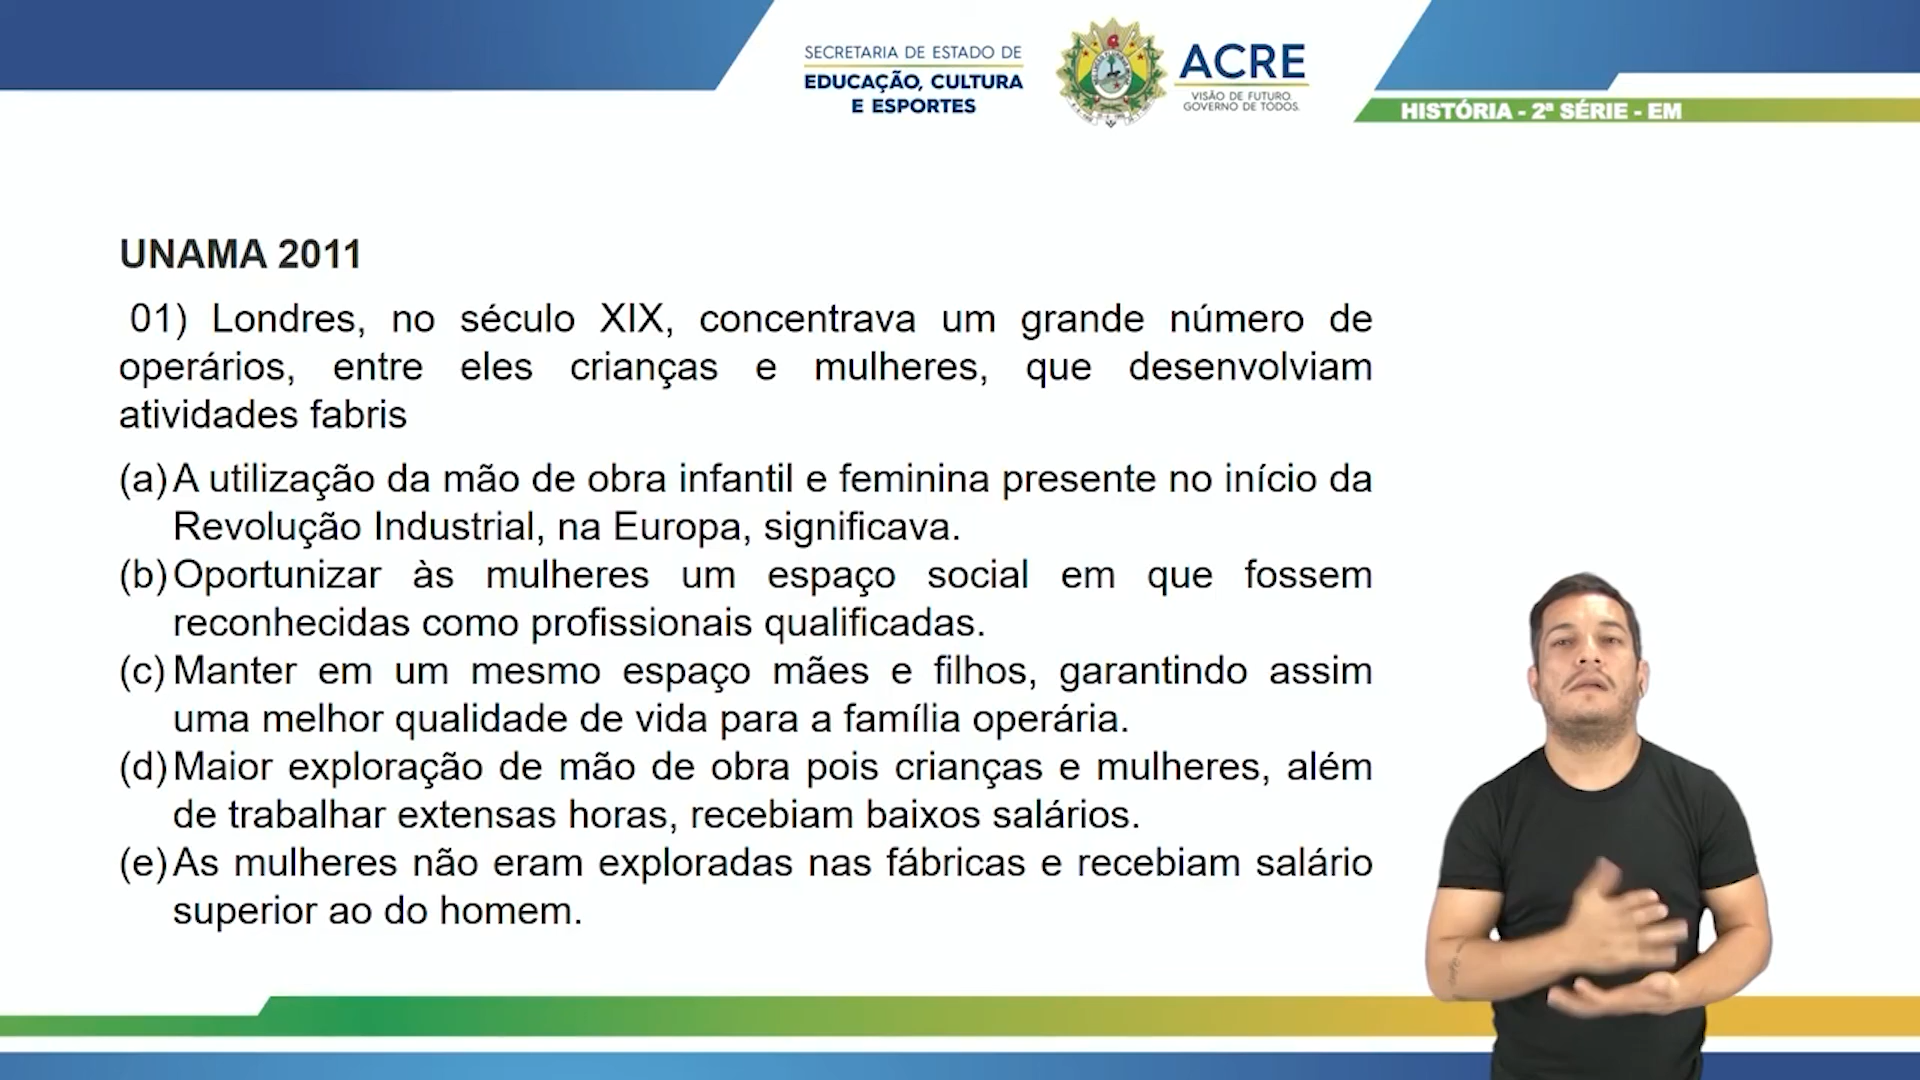 SECRETARIA DE ESTADO DE
EDUCAÇÃO, CULTURA
E ESPORTES
ACRE
VISÃO DE FUTURO.
GOVERNO DE TODOS.
HISTÓRIA - 2ª SÉRIE - EM
UNAMA 2011
01) Londres, no século XIX, concentrava um grande número de
operários, entre eles crianças e mulheres, que desenvolviam
atividades fabris
(a) A utilização da mão de obra infantil e feminina presente no início da
Revolução Industrial, na Europa, significava.
(b) Oportunizar às mulheres um espaço social em que fossem
reconhecidas como profissionais qualificadas.
(c) Manter em um mesmo espaço mães e filhos, garantindo assim
uma melhor qualidade de vida para a família operária.
(d) Maior exploração de mão de obra pois crianças e mulheres, além
de trabalhar extensas horas, recebiam baixos salários.
(e) As mulheres não eram exploradas nas fábricas e recebiam salário
superior ao do homem.